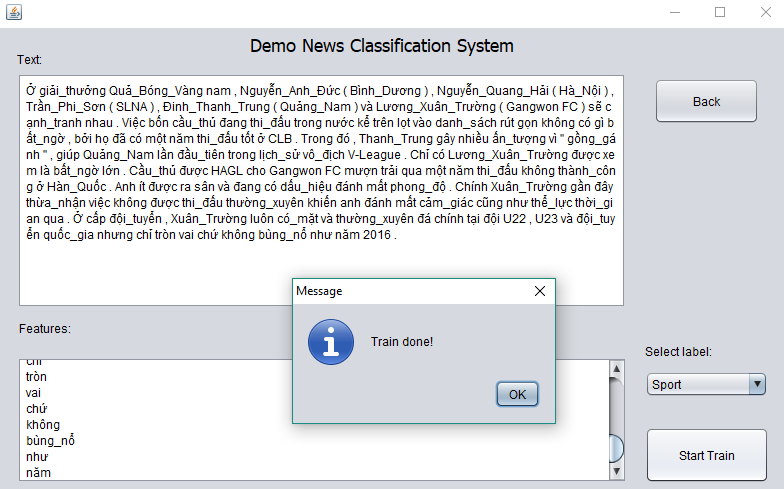 Demo News Classification System
Text:
Ở giải_thưởng Quả_Bóng_Vàng nam , Nguyễn_Anh_Đức ( Bình_Dương ) , Nguyễn_Quang_Hải ( Hà_Nội ) ,
Trần_Phi_Sơn ( SLNA ) , Đinh_Thanh_Trung ( Quảng_Nam ) và Lương_Xuân_Trường ( Gangwon FC ) sẽ c
ạnh_tranh nhau . Việc bốn cầu_thủ đang thi_đấu trong nước kể trên lọt vào danh_sách rút gọn không có gì b
ất_ngờ , bởi họ đã có một năm thi_đấu tốt ở CLB . Trong đó , Thanh_Trung gây nhiều ấn_tượng vì " gồng_gá
nh " , giúp Quảng_Nam lần đầu_tiên trong lịch_sử vô_địch V-League . Chỉ có Lương_Xuân_Trường được xe
m là bất_ngờ lớn . Cầu_thủ được HAGL cho Gangwon FC mượn trải qua một năm thi_đấu không thành_côn
g ở Hàn_Quốc . Anh ít được ra sân và đang có dấu_hiệu đánh mất phong_độ . Chính Xuân_Trường gần đây
thừa_nhận việc không được thi_đấu thường_xuyên khiến anh đánh mất cảm_giác cũng như thể_lực thời_gi
an qua . Ở cấp đội_tuyển , Xuân_Trường luôn có_mặt và thường_xuyên đá chính tại đội U22 , U23 và đội_tuy
ển quốc_gia nhưng chỉ tròn vai chứ không bùng_nổ như năm 2016 .
Back
Message
Train done!
OK
Features:
chỉ
tròn
vai
chứ
không
bùng_nổ
như
năm
Select label:
Sport
Start Train